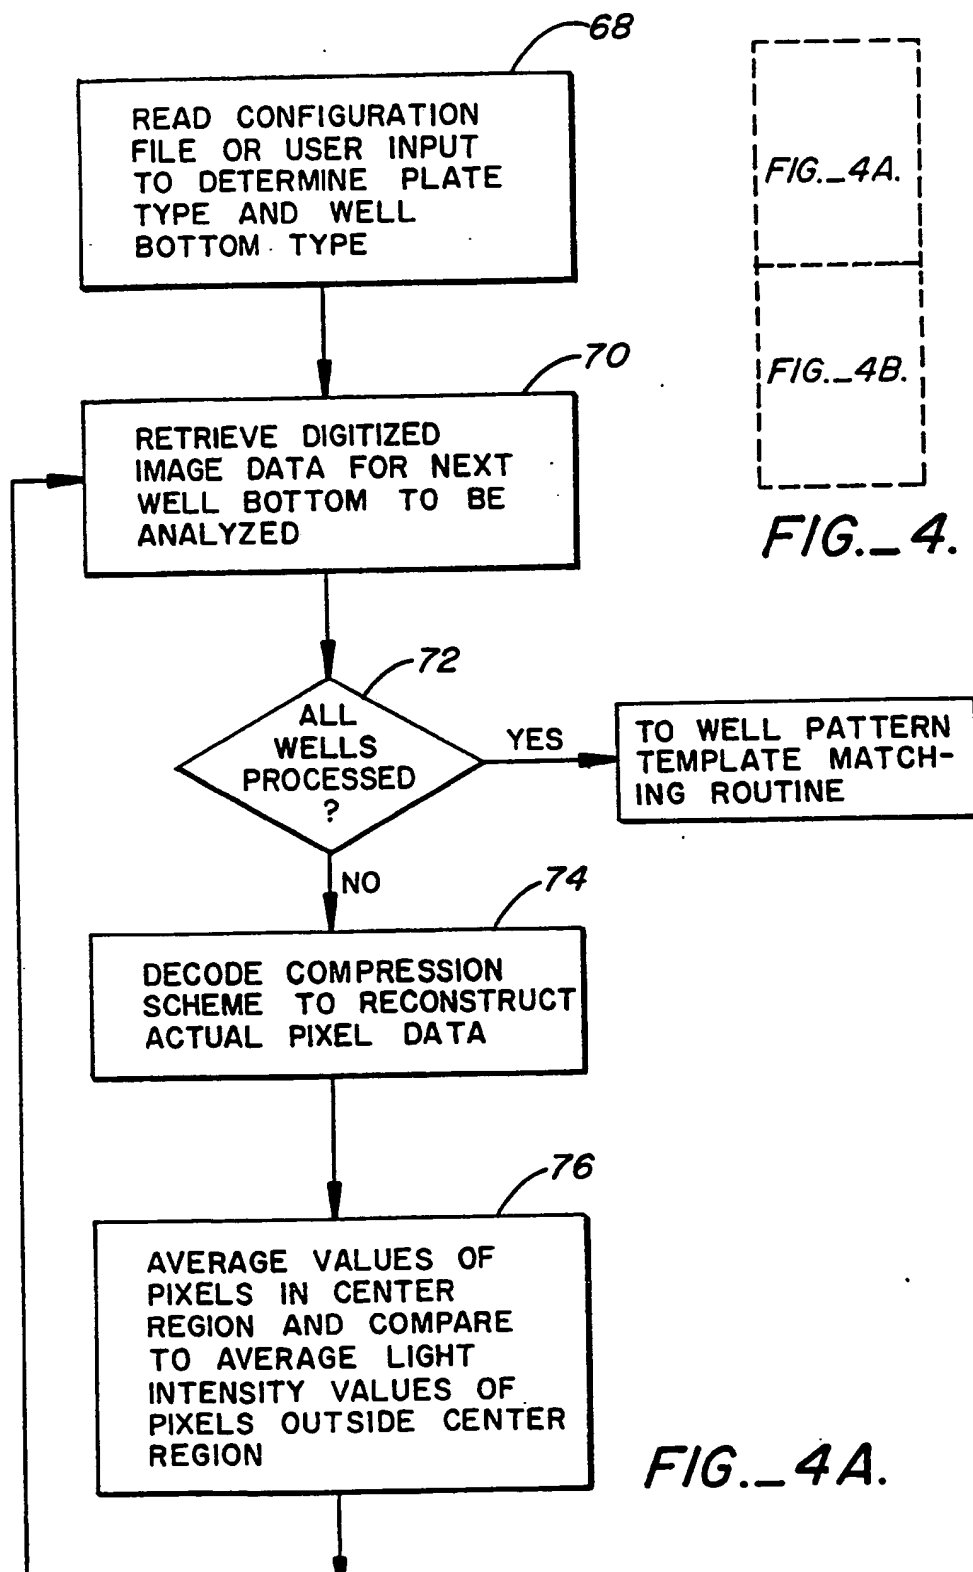 68
READ CONFIGURATION
FILE OR USER INPUT
TO DETERMINE PLATE
TYPE AND WELL
BOTTOM TYPE
FIG._4A.
FIG._4B.
FIG._4.
70
RETRIEVE DIGITIZED
IMAGE DATA FOR NEXT
WELL BOTTOM TO BE
ANALYZED
72
ALL
WELLS
PROCESSED
?
YES
TO WELL PATTERN
TEMPLATE MATCH-
ING ROUTINE
NO
74
DECODE COMPRESSION
SCHEME TO RECONSTRUCT
ACTUAL PIXEL DATA
76
AVERAGE VALUES OF
PIXELS IN CENTER
REGION AND COMPARE
TO AVERAGE LIGHT
INTENSITY VALUES OF
PIXELS OUTSIDE CENTER
REGION
FIG._4A.